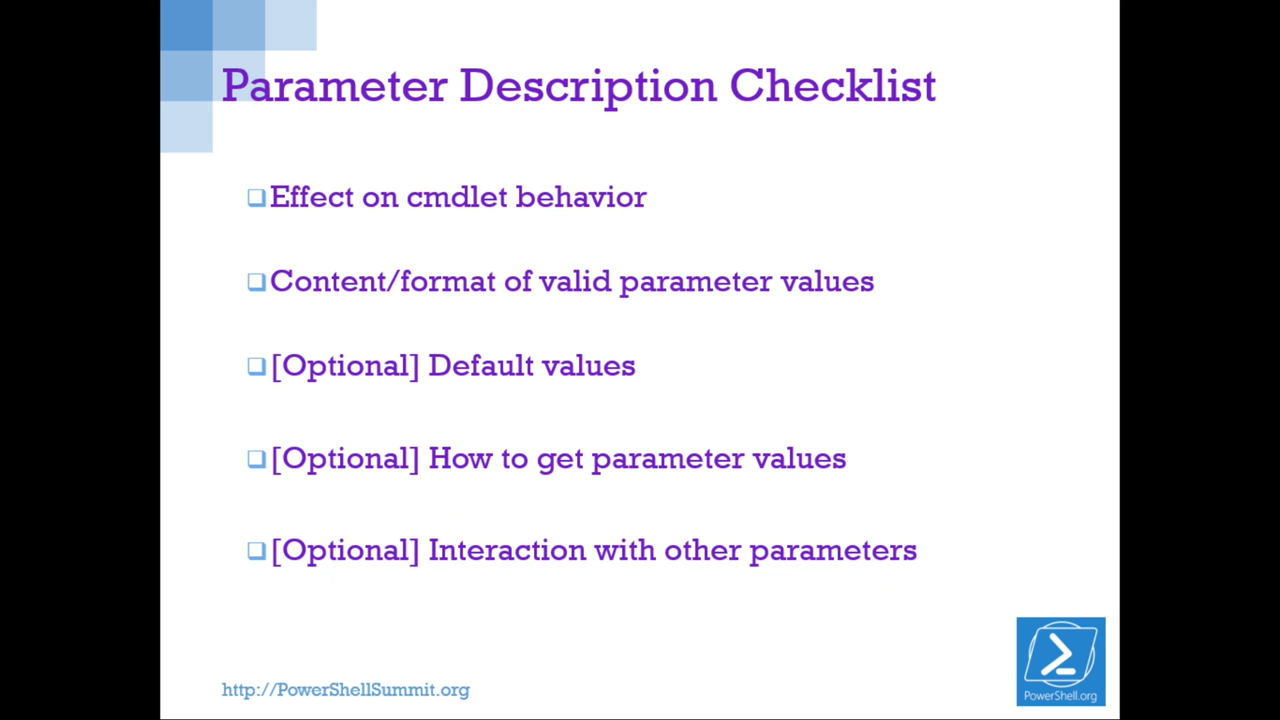 Parameter Description Checklist
Effect on cmdlet behavior
Content/format of valid parameter values
[Optional] Default values
[Optional] How to get parameter values
[Optional] Interaction with other parameters
http://PowerShellSummit.org
PowerShell.org